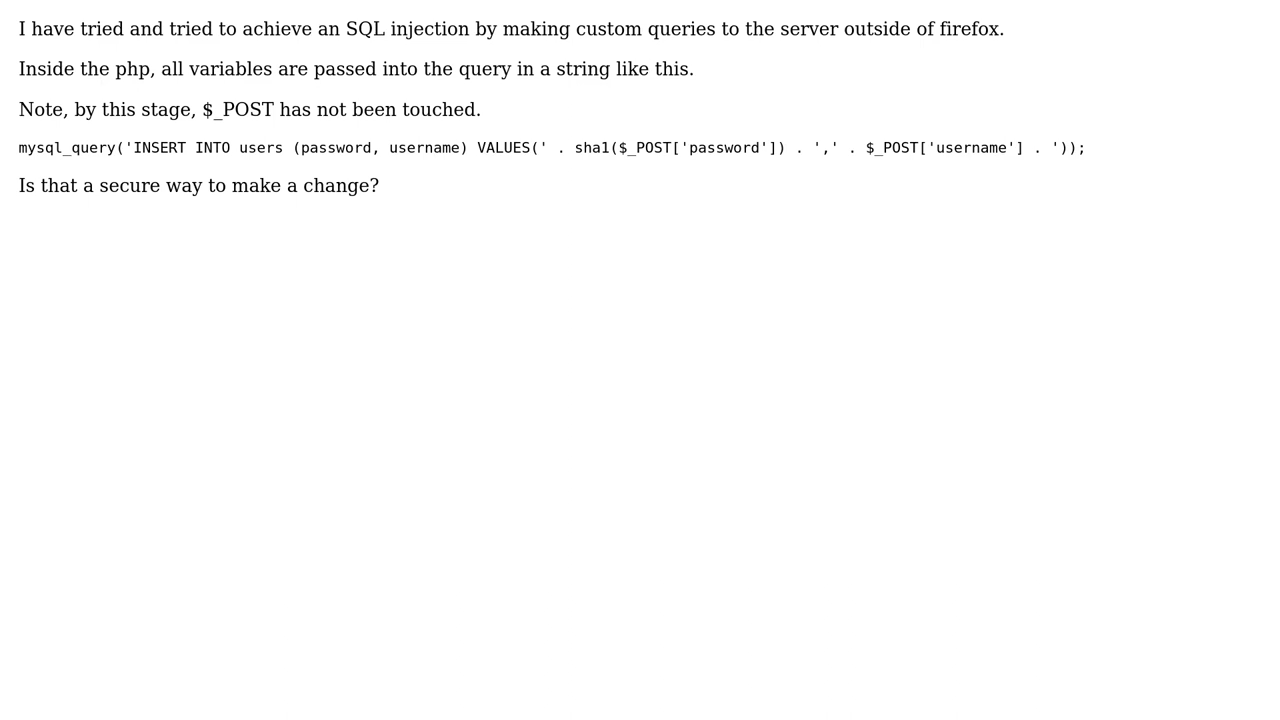 I have tried and tried to achieve an SQL injection by making custom queries to the server outside of firefox.
Inside the php, all variables are passed into the query in a string like this.
Note, by this stage, $_POST has not been touched.
mysql_query('INSERT INTO users (password, username) VALUES(' . sha1($_POST['password']) . ',' . $_POST['username'] . '));
Is that a secure way to make a change?